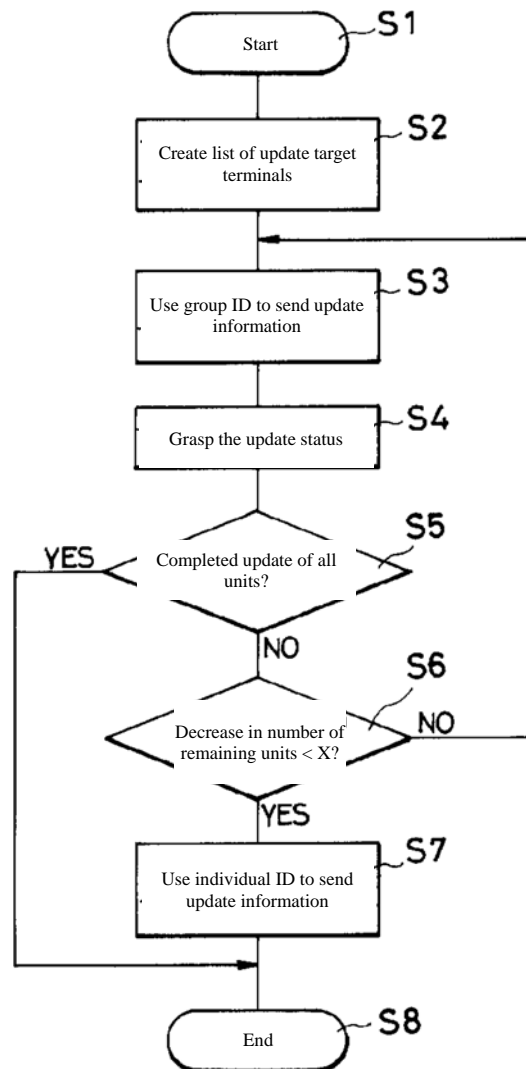 S1
Start
S2
Create list of update target
terminals
S3
Use group ID to send update
information
S4
Grasp the update status
S5
YES
Completed update of all
units?
NO
S6
Decrease in number of
remaining units < X?
NO
YES
S7
Use individual ID to send
update information
S8
End